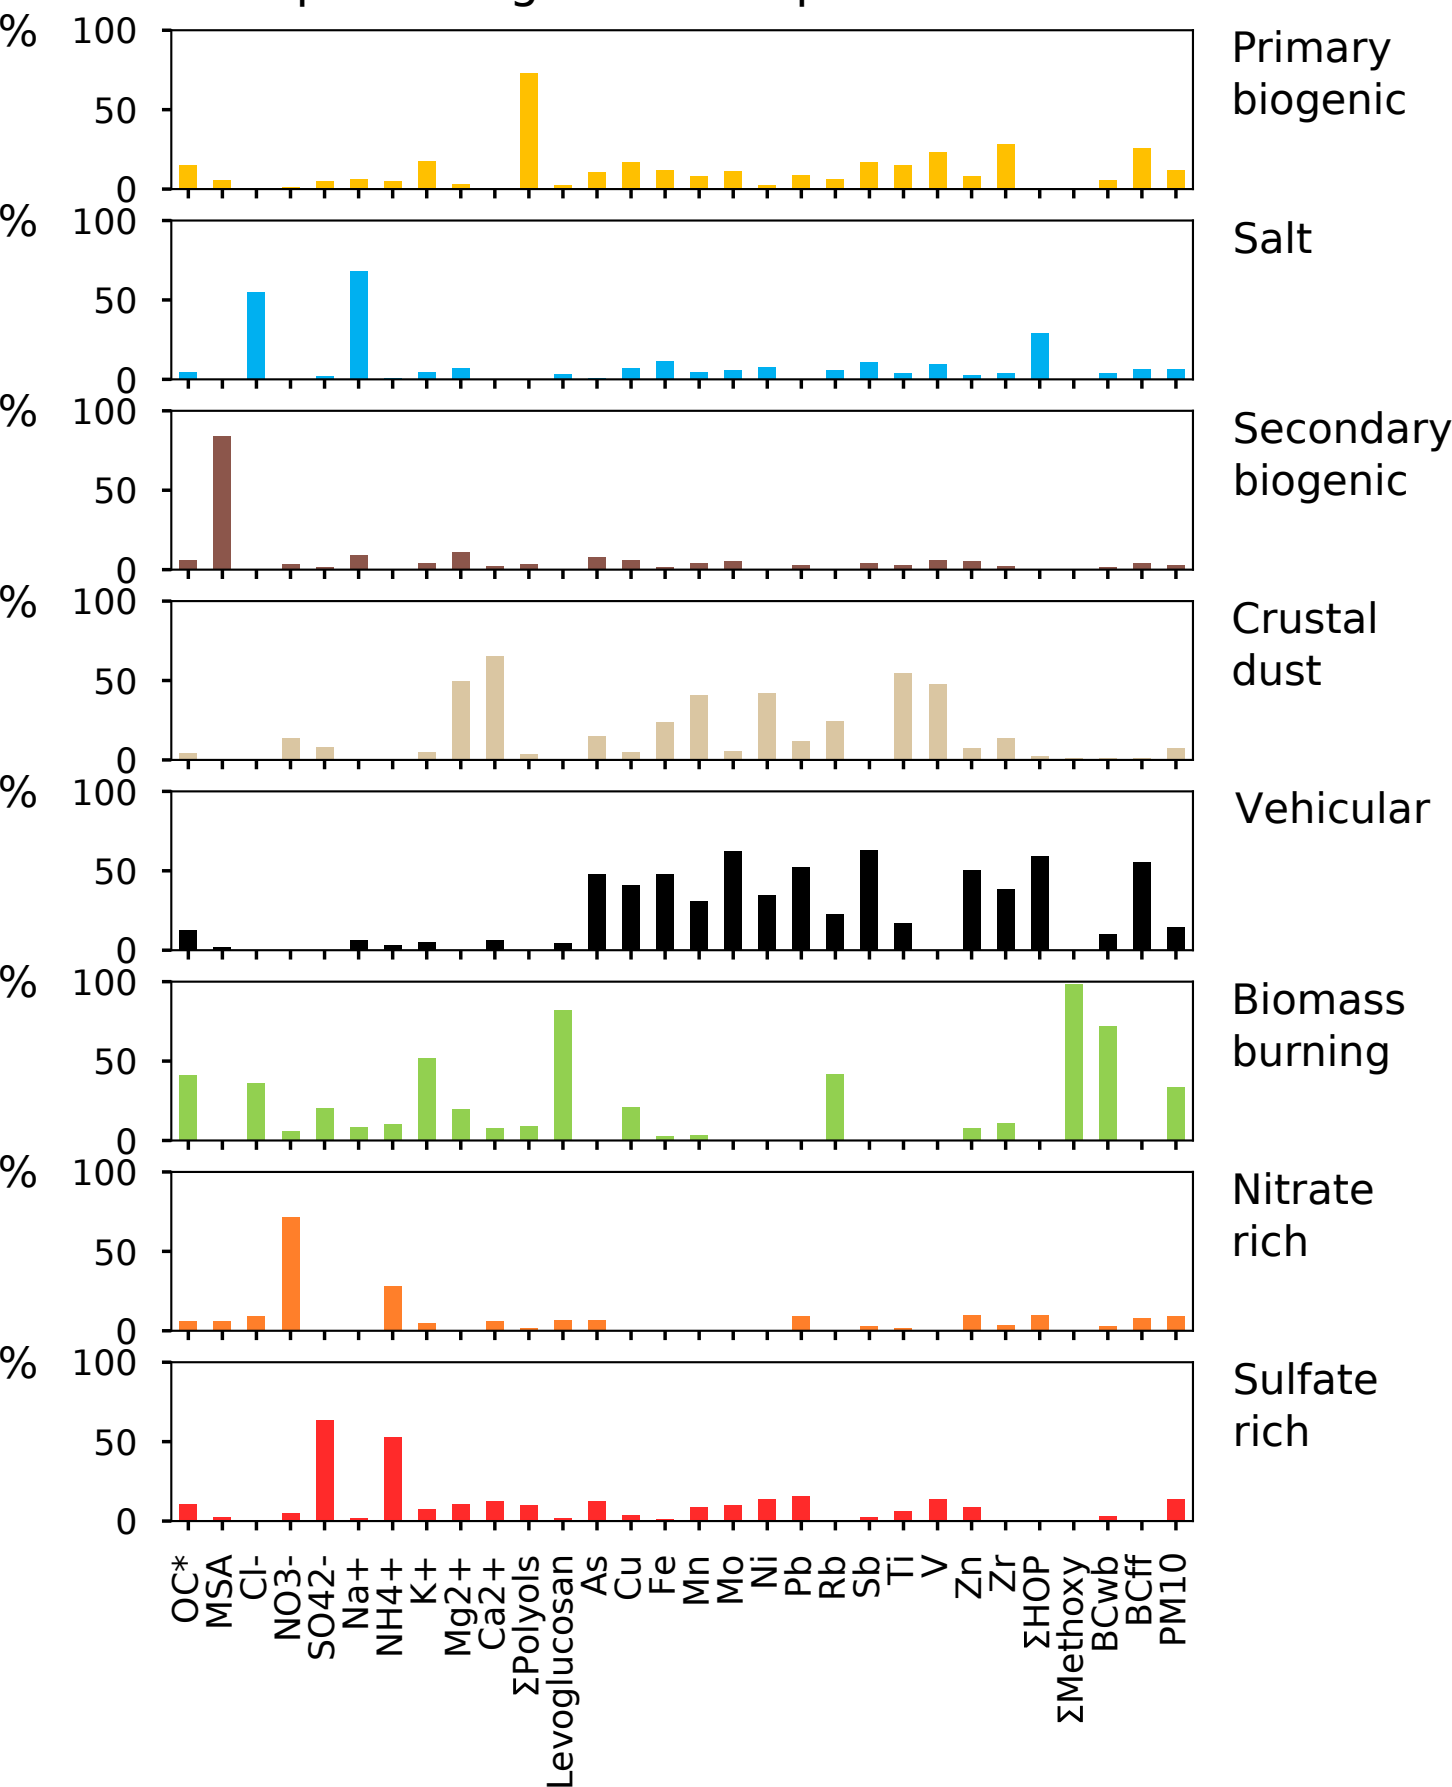 % 100
50
0
Primary
biogenic
% 100
50
0
Salt
% 100
50
0
Secondary
biogenic
% 100
50
0
Crustal
dust
% 100
50
0
Vehicular
% 100
50
0
Biomass
burning
% 100
50
0
Nitrate
rich
% 100
50
0
Sulfate
rich
OC*
MSA
Cl-
NO3-
SO42-
Na+
NH4+
K+
Mg2+
Ca2+
ΣPolyols
Levoglucosan
As
Cu
Fe
Mn
Mo
Ni
Pb
Rb
Sb
Ti
V
Zn
Zr
ΣHOP
ΣMethoxy
BCwb
BCff
PM10